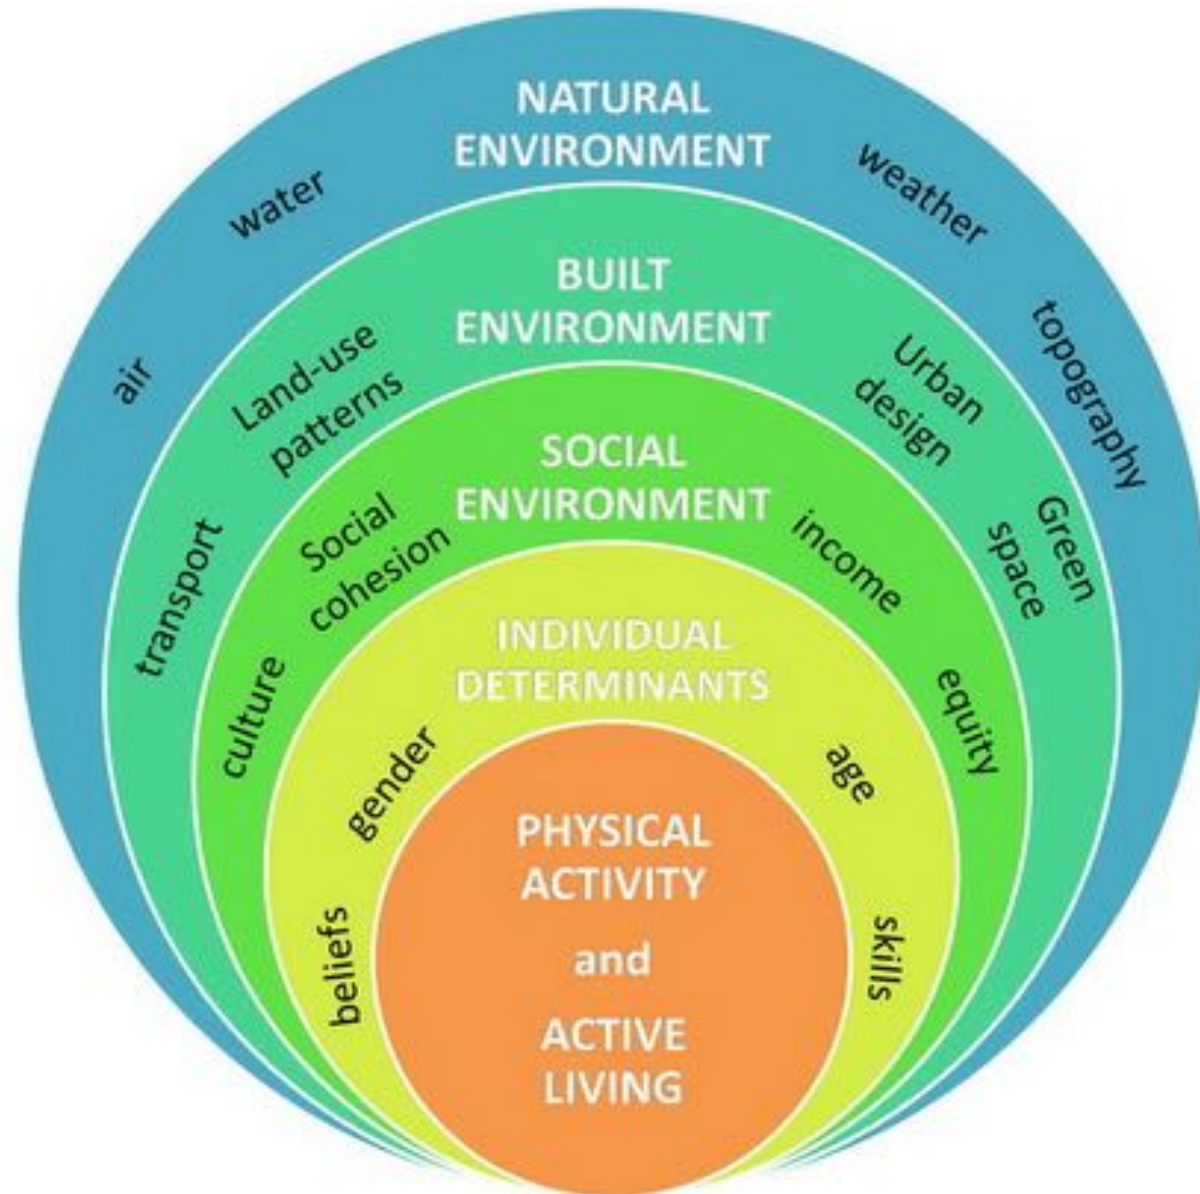 NATURAL
ENVIRONMENT
water
air
weather
topography
BUILT
ENVIRONMENT
Land-use
patterns
transport
Urban
design
Green
space
SOCIAL
ENVIRONMENT
Social
cohesion
culture
income
equity
INDIVIDUAL
DETERMINANTS
gender
beliefs
age
skills
PHYSICAL
ACTIVITY
and
ACTIVE
LIVING